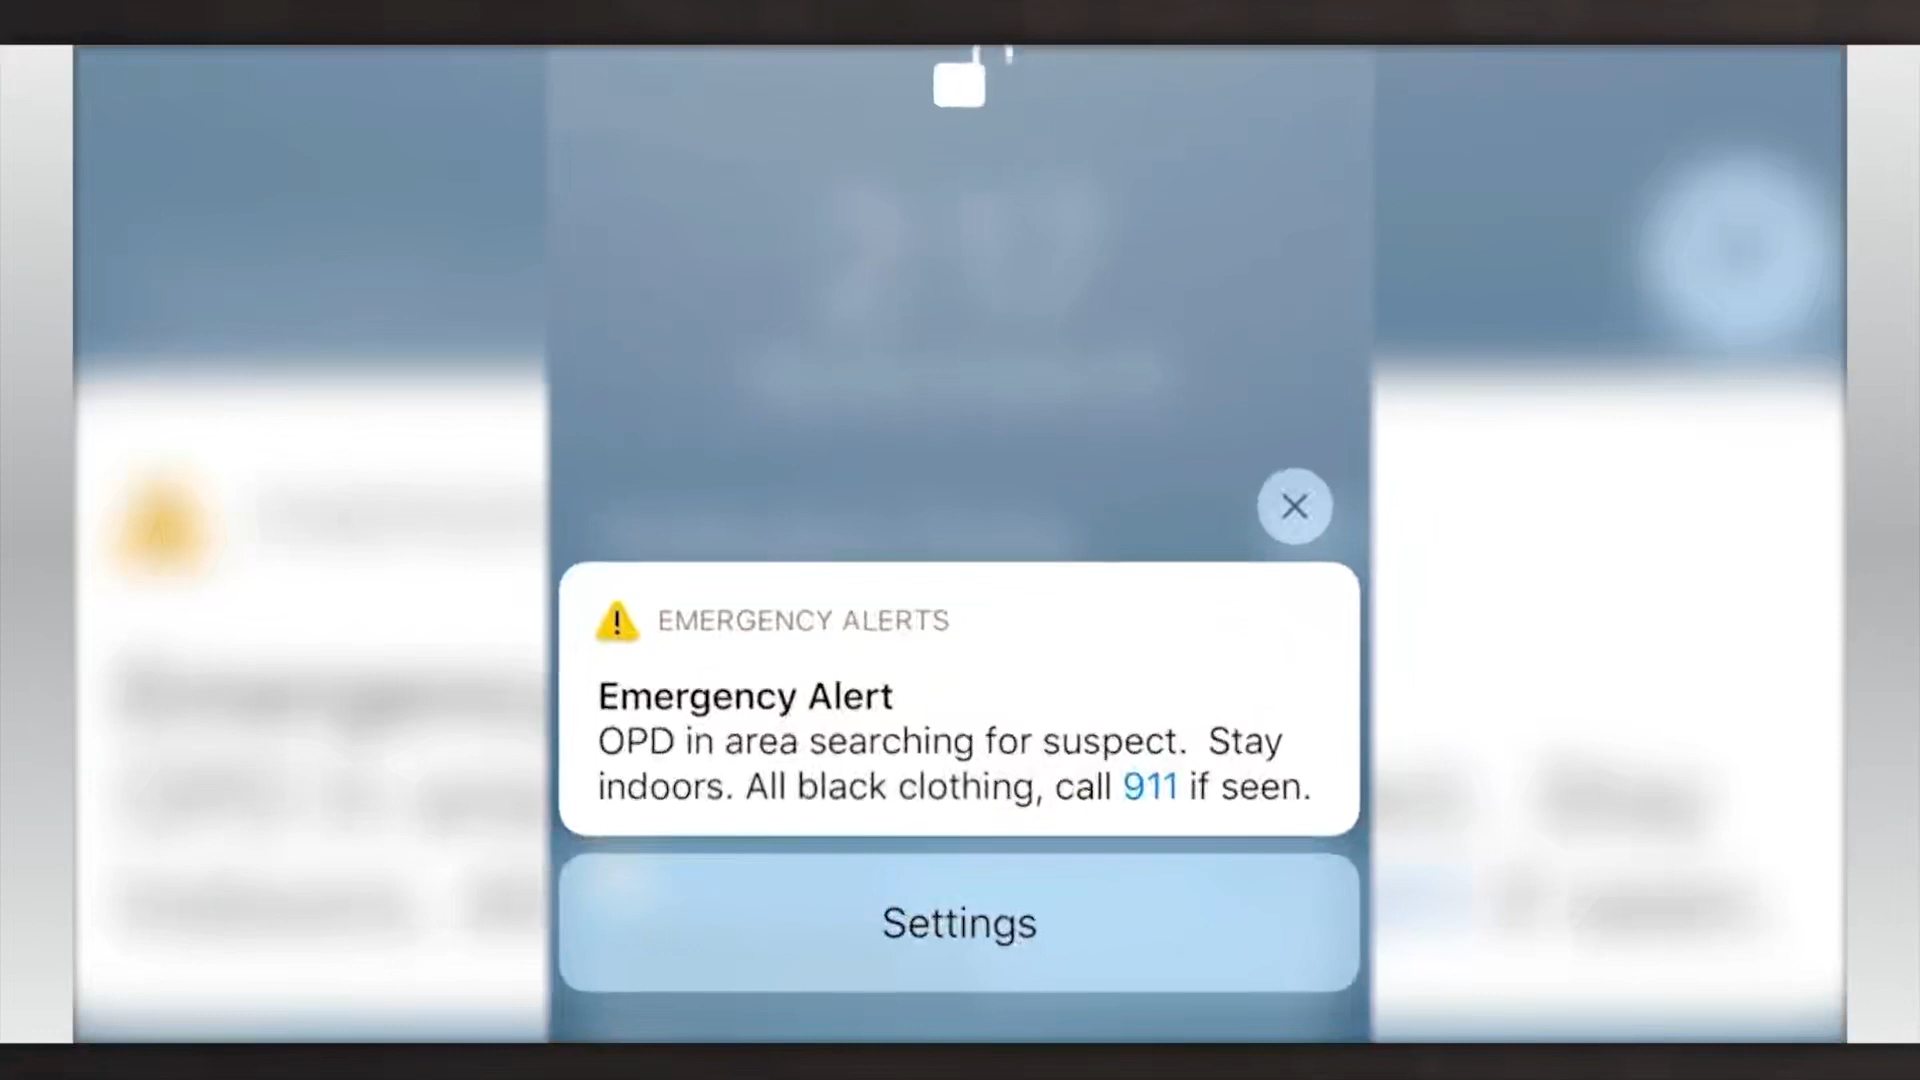 EMERGENCY ALERTS
Emergency Alert
OPD in area searching for suspect.  Stay
indoors. All black clothing, call 911 if seen.
Settings